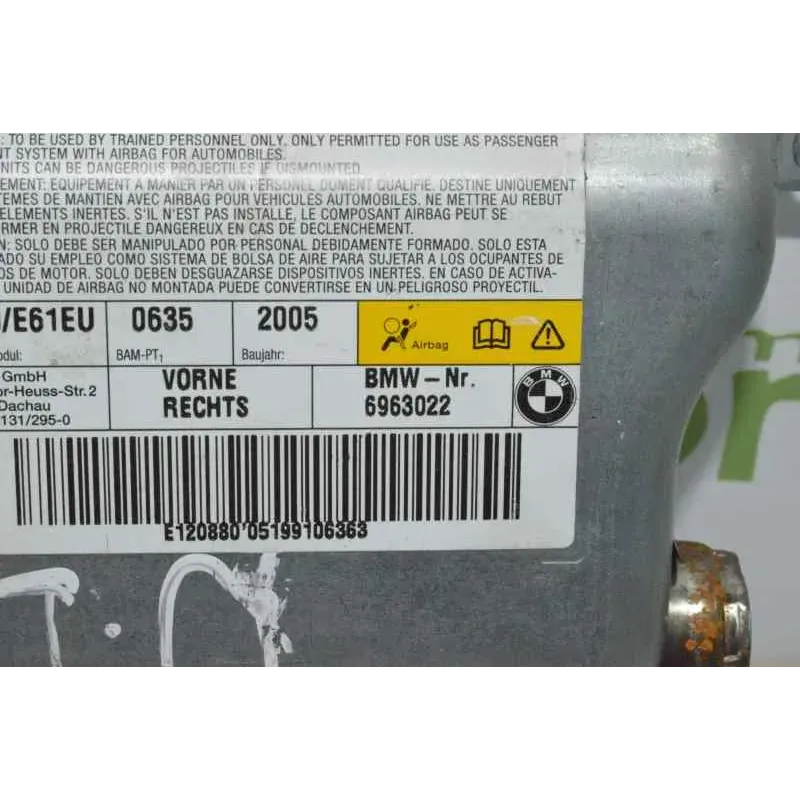 : TO BE USED BY TRAINED PERSONNEL ONLY. ONLY PERMITTED FOR USE AS PASSENGER
NT SYSTEM WITH AIRBAG FOR AUTOMOBILES.
NITS CAN BE DANGEROUS PROJECTILES IF DISMOUNTED.
EMENT: EQUIPEMENT A MANIER PAR UN PERSONNEL DUMENT QUALIFIE. DESTINE UNIQUEMENT
TEMES DE MANTIEN AVEC AIRBAG POUR VEHICULES AUTOMOBILES. NE METTRE AU REBUT
ELEMENTS INERTES. S'IL N'EST PAS INSTALLE, LE COMPOSANT AIRBAG PEUT SE
ORMER EN PROJECTILE DANGEREUX EN CAS DE DECLENCHEMENT.
N: SOLO DEBE SER MANIPULADO POR PERSONAL DEBIDAMENTE FORMADO. SOLO ESTA
ADO SU EMPLEO COMO SISTEMA DE BOLSA DE AIRE PARA SUJETAR A LOS OCUPANTES DE
OS DE MOTOR. SOLO DEBEN DESGUAZARSE DISPOSITIVOS INERTES. EN CASO DE ACTIVA-
UNIDAD DE AIRBAG NO MONTADA PUEDE CONVERTIRSE EN UN PELIGROSO PROYECTIL.
/E61EU 0635 2005 Airbag
odul: BAM-PT1 Baujahr:
GmbH VORNE BMW-Nr. BMW
or-Heuss-Str.2 RECHTS 6963022
Dachau
131/295-0
E120880'05199106363